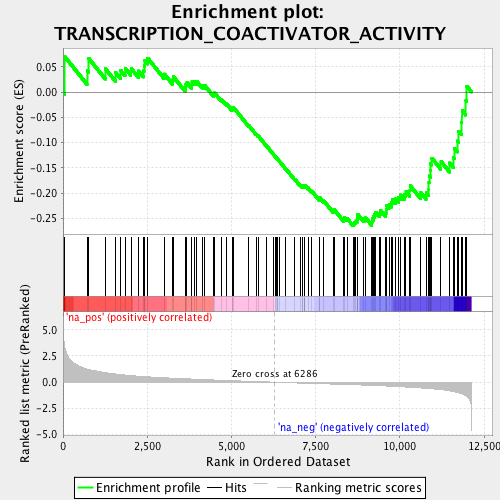 Enrichment plot:
TRANSCRIPTION_COACTIVATOR_ACTIVITY
Enrichment score (ES)
0.05
0.00
-0.05
-0.10
-0.15
-0.20
-0.25
'na_pos' (positively correlated)
Ranked list metric (PreRanked)
5.0
2.5
0.0
-2.5
-5.0
Zero cross at 6286
'na_neg' (negatively correlated)
0
2,500
5,000
7,500
10,000
12,500
Rank in Ordered Dataset
Enrichment profile
Hits
Ranking metric scores